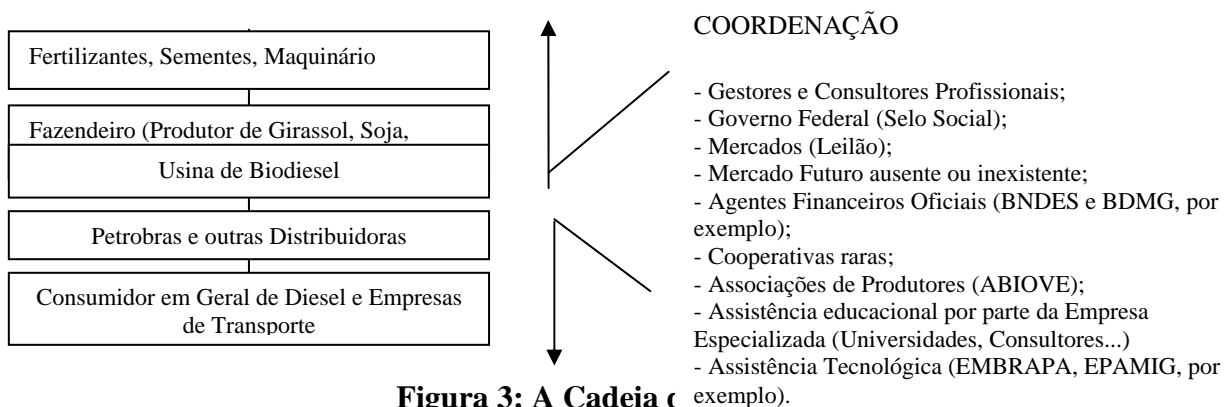 Fertilizantes, Sementes, Maquinário
Fazendeiro (Produtor de Girassol, Soja,
Usina de Biodiesel
Petrobras e outras Distribuidoras
Consumidor em Geral de Diesel e Empresas
de Transporte
COORDENAÇÃO
- Gestores e Consultores Profissionais;
- Governo Federal (Selo Social);
- Mercados (Leilão);
- Mercado Futuro ausente ou inexistente;
- Agentes Financeiros Oficiais (BNDES e BDMG, por
exemplo);
- Cooperativas raras;
- Associações de Produtores (ABIOVE);
- Assistência educacional por parte da Empresa
Especializada (Universidades, Consultores...)
- Assistência Tecnológica (EMBRAPA, EPAMIG, por
exemplo).
Figura 3: A Cadeia